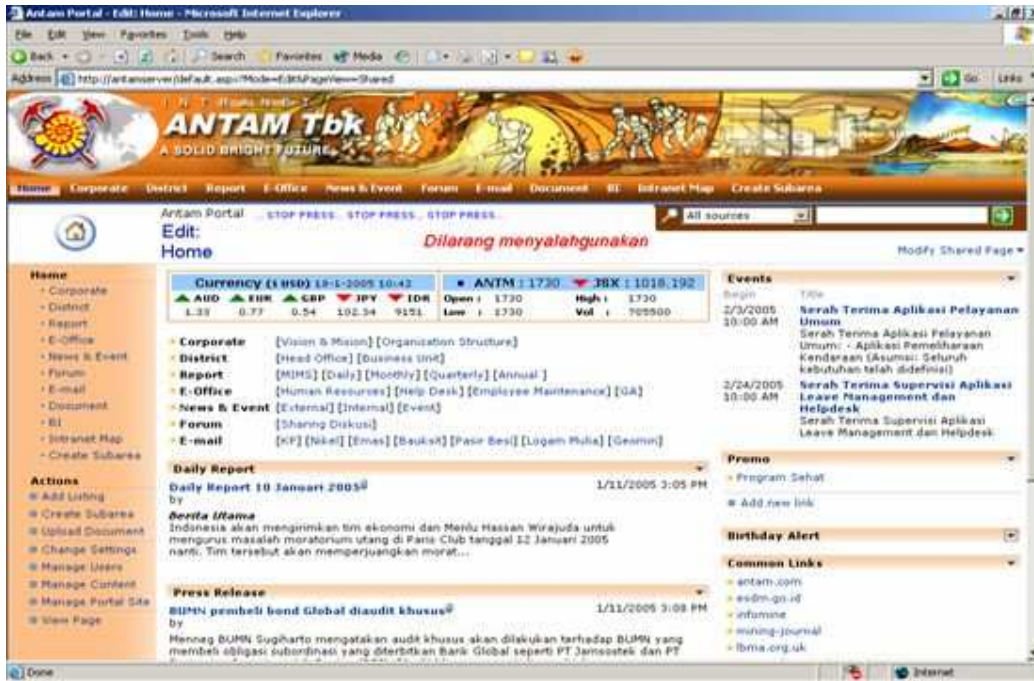 Antam Portal - Edit: Home - Microsoft Internet Explorer
File Edit View Favorites Tools Help
Back Search Favorites Media
Address http://antamserver/default.aspx?Mode=Edit&PageView=Shared Go Links
ANTAM Tbk
A SOLID BRIGHT FUTURE
Home Corporate District Report E-Office News & Event Forum E-mail Document BI Intranet Map Create Subarea
Antam Portal ... STOP PRESS... STOP PRESS... STOP PRESS...
All sources
Edit:
Home
Dilarang menyalahgunakan
Modify Shared Page
Home
Corporate
District
Report
E-Office
News & Event
Forum
E-mail
Document
BI
Intranet Map
Create Subarea
Actions
Add Listing
Create Subarea
Upload Document
Change Settings
Manage Users
Manage Content
Manage Portal Site
View Page
Currency (1 USD) 10-1-2005 10:42
AUD EUR GBP JPY IDR
1.33 0.77 0.54 102.34 9151
ANTM : 1730 JSX : 1018.192
Open : 1730 High : 1730
Low : 1730 Vol : 705500
Corporate [Vision & Mision] [Organisation Structure]
District [Head Office] [Business Unit]
Report [MIMS] [Daily] [Monthly] [Quarterly] [Annual ]
E-Office [Human Resources] [Help Desk] [Employee Maintenance] [GA]
News & Event [External] [Internal] [Event]
Forum [Sharing Diskusi]
E-mail [KP] [Nikel] [Emas] [Bauksit] [Pasir Besi] [Logam Mulia] [Geomin]
Daily Report
Daily Report 10 Januari 2005 1/11/2005 3:05 PM
by
Berita Utama
Indonesia akan mengirimkan tim ekonomi dan Menlu Hassan Wirajuda untuk
mengurus masalah moratorium utang di Paris Club tanggal 12 Januari 2005
nanti. Tim tersebut akan memperjuangkan morat...
Press Release
BUMN pembeli bond Global diaudit khusus 1/11/2005 3:08 PM
by
Menneg BUMN Sugiharto mengatakan audit khusus akan dilakukan terhadap BUMN yang
membeli obligasi subordinasi yang diterbitkan Bank Global seperti PT Jamsostek dan PT
Events
Begin Title
2/3/2005 10:00 AM
Serah Terima Aplikasi Pelayanan
Umum
Serah Terima Aplikasi Pelayanan
Umum: - Aplikasi Pemeliharaan
Kendaraan (Asumsi: Seluruh
kebutuhan telah didefinisi)
2/24/2005 10:00 AM
Serah Terima Supervisi Aplikasi
Leave Management dan
Helpdesk
Serah Terima Supervisi Aplikasi
Leave Management dan Helpdesk
Promo
Program Sehat
Add new link
Birthday Alert
Common Links
antam.com
esdm.go.id
infomine
mining-journal
lbma.org.uk
Done Internet